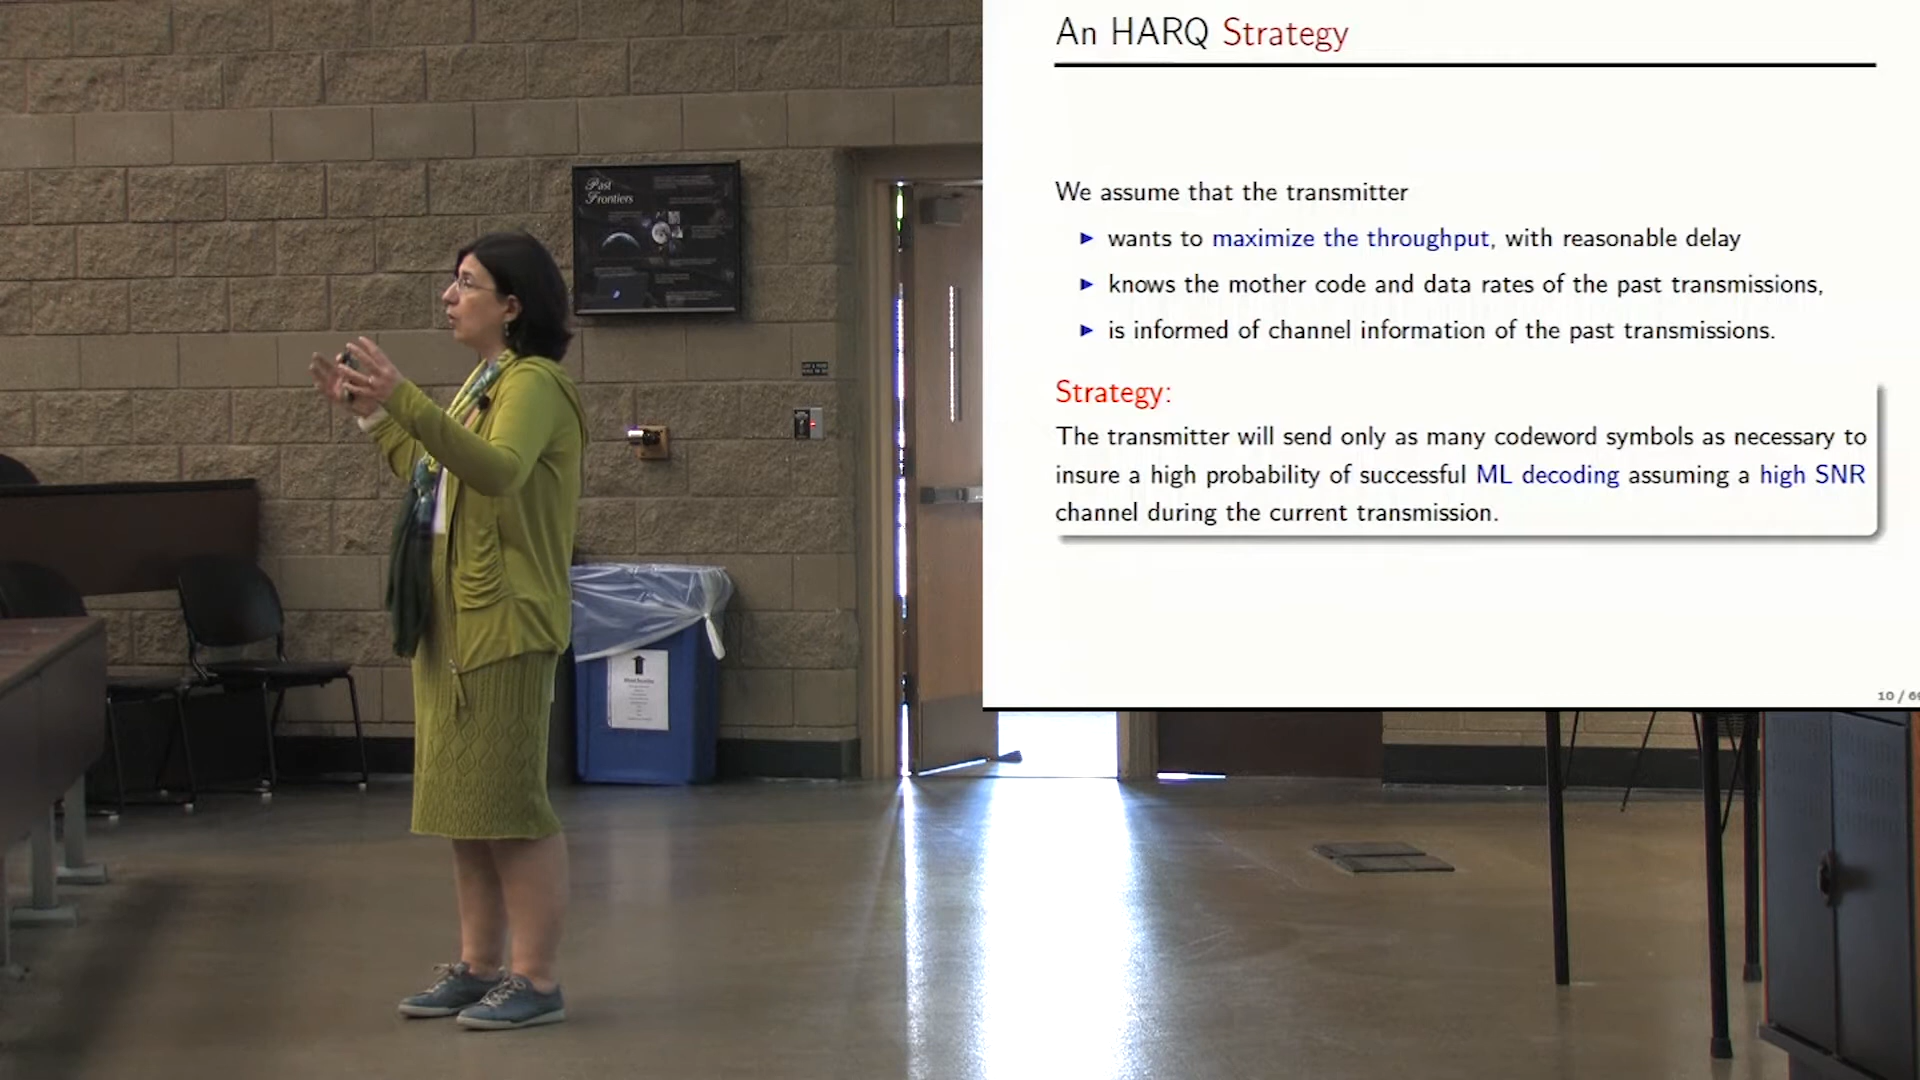 An HARQ Strategy
We assume that the transmitter
wants to maximize the throughput, with reasonable delay
knows the mother code and data rates of the past transmissions,
is informed of channel information of the past transmissions.
Strategy:
The transmitter will send only as many codeword symbols as necessary to
insure a high probability of successful ML decoding assuming a high SNR
channel during the current transmission.
10 / 6
Past
Frontiers